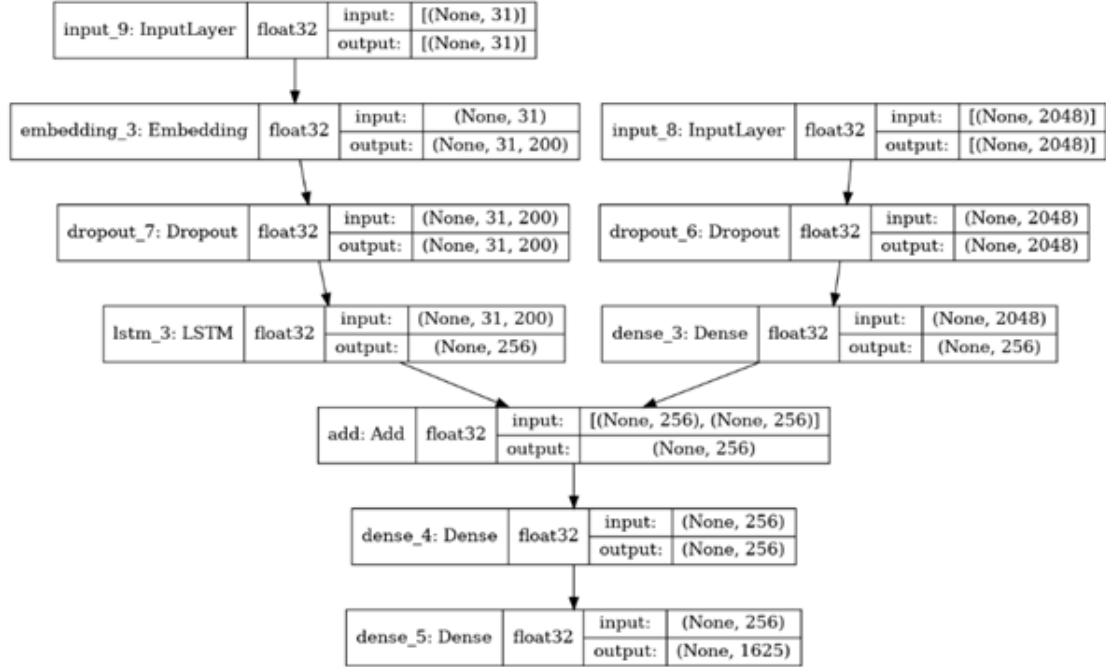 input_9: InputLayer float32 input: [(None, 31)]
output: [(None, 31)]
embedding_3: Embedding float32 input: (None, 31)
output: (None, 31, 200)
input_8: InputLayer float32 input: [(None, 2048)]
output: [(None, 2048)]
dropout_7: Dropout float32 input: (None, 31, 200)
output: (None, 31, 200)
dropout_6: Dropout float32 input: (None, 2048)
output: (None, 2048)
lstm_3: LSTM float32 input: (None, 31, 200)
output: (None, 256)
dense_3: Dense float32 input: (None, 2048)
output: (None, 256)
add: Add float32 input: [(None, 256), (None, 256)]
output: (None, 256)
dense_4: Dense float32 input: (None, 256)
output: (None, 256)
dense_5: Dense float32 input: (None, 256)
output: (None, 1625)